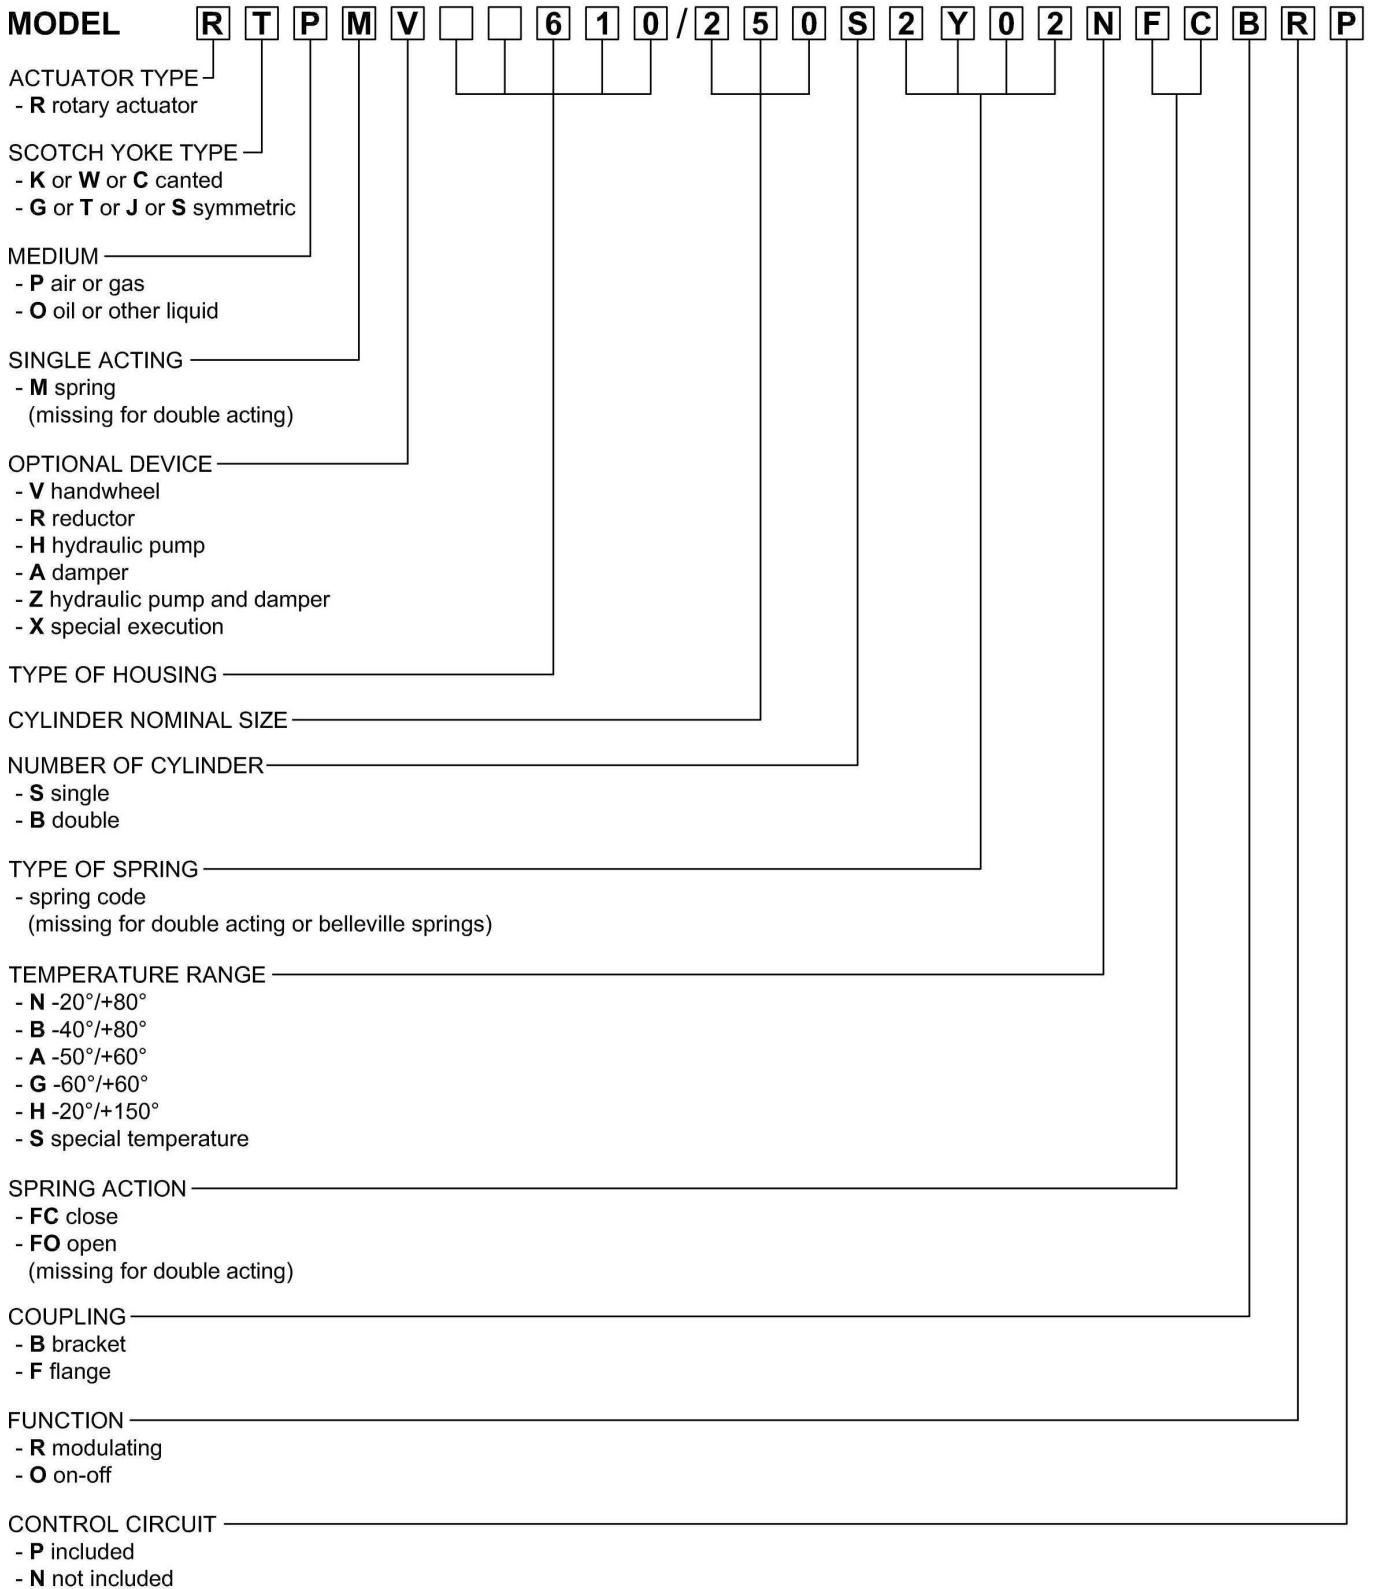 MODEL R T P M V 6 1 0 / 2 5 0 S 2 Y 0 2 N F C B R P
ACTUATOR TYPE
- R rotary actuator
SCOTCH YOKE TYPE
- K or W or C canted
- G or T or J or S symmetric
MEDIUM
- P air or gas
- O oil or other liquid
SINGLE ACTING
- M spring
(missing for double acting)
OPTIONAL DEVICE
- V handwheel
- R reductor
- H hydraulic pump
- A damper
- Z hydraulic pump and damper
- X special execution
TYPE OF HOUSING
CYLINDER NOMINAL SIZE
NUMBER OF CYLINDER
- S single
- B double
TYPE OF SPRING
- spring code
(missing for double acting or belleville springs)
TEMPERATURE RANGE
- N -20°/+80°
- B -40°/+80°
- A -50°/+60°
- G -60°/+60°
- H -20°/+150°
- S special temperature
SPRING ACTION
- FC close
- FO open
(missing for double acting)
COUPLING
- B bracket
- F flange
FUNCTION
- R modulating
- O on-off
CONTROL CIRCUIT
- P included
- N not included